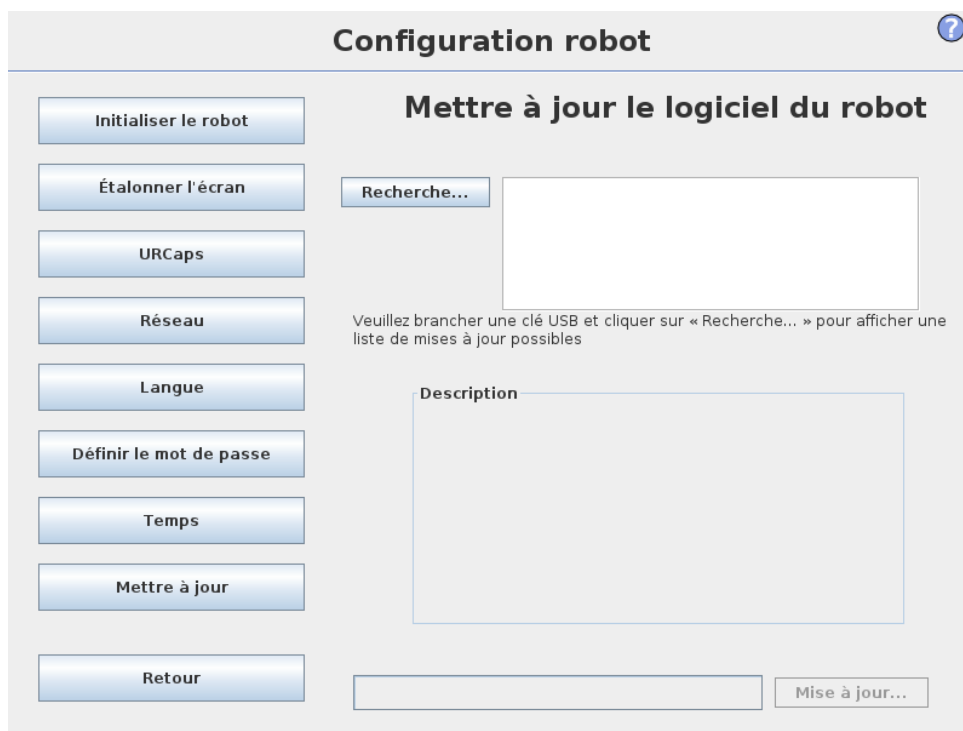 Configuration robot
?
Mettre à jour le logiciel du robot
Initialiser le robot
Étalonner l'écran
URCaps
Réseau
Langue
Définir le mot de passe
Temps
Mettre à jour
Retour
Recherche...
Veuillez brancher une clé USB et cliquer sur « Recherche... » pour afficher une
liste de mises à jour possibles
Description
Mise à jour...